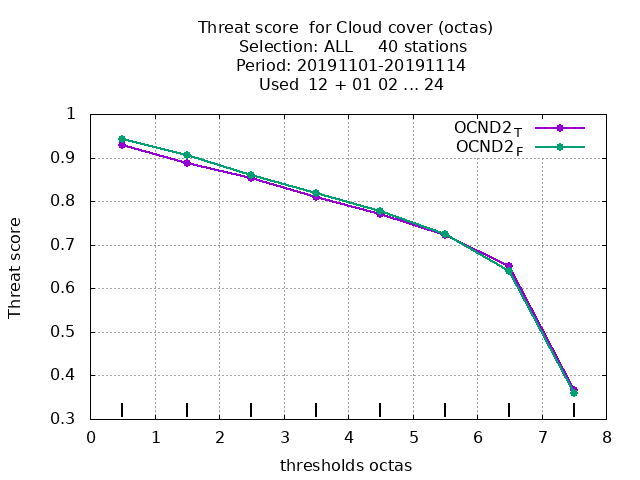 Threat score  for Cloud cover (octas)
Selection: ALL     40 stations
Period: 20191101-20191114
Used  12 + 01 02 ... 24
OCND2T
OCND2F
1
0.9
0.8
0.7
0.6
0.5
0.4
0.3
Threat score
0 1 2 3 4 5 6 7 8
thresholds octas